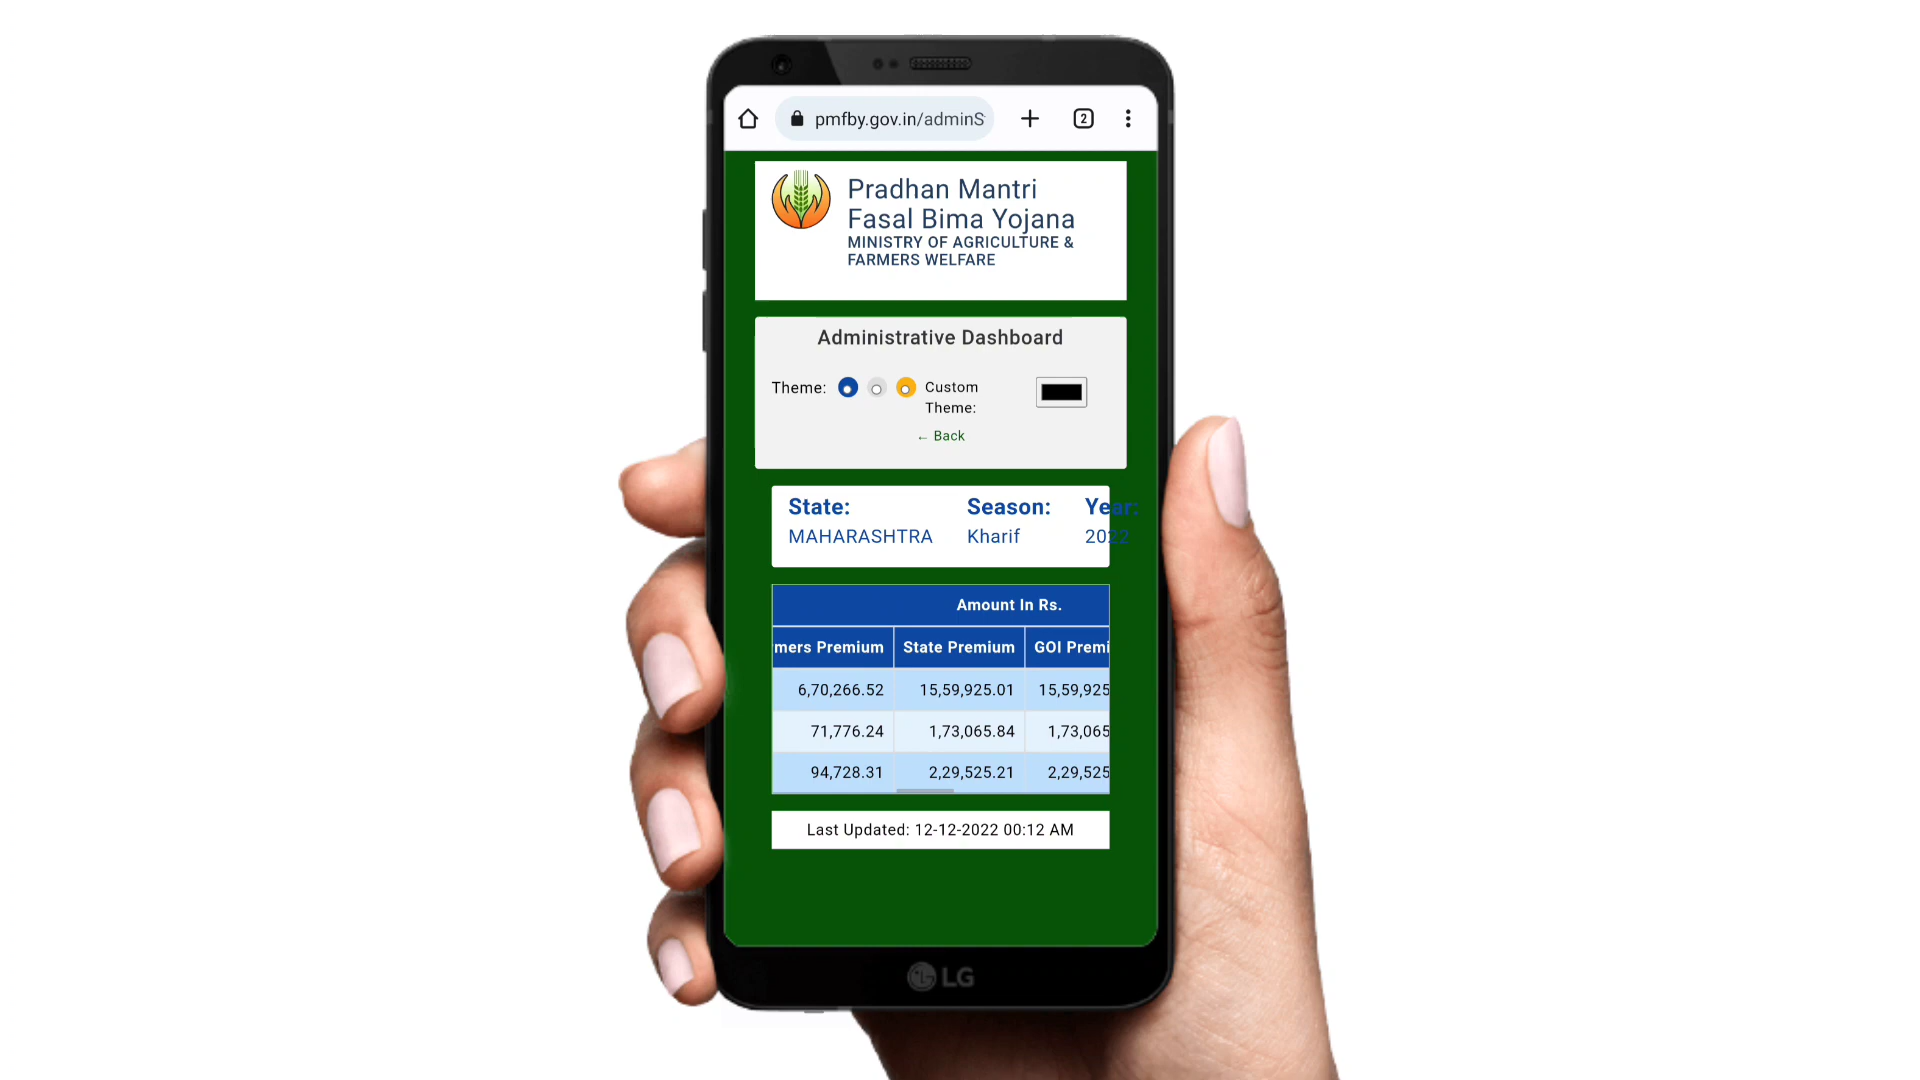 pmfby.gov.in/adminS
2
Pradhan Mantri
Fasal Bima Yojana
MINISTRY OF AGRICULTURE &
FARMERS WELFARE
Administrative Dashboard
Theme: Custom
Theme:
← Back
State: Season: Year:
MAHARASHTRA Kharif 2022
Amount In Rs.
mers Premium State Premium GOI Premi
6,70,266.52 15,59,925.01 15,59,925
71,776.24 1,73,065.84 1,73,065
94,728.31 2,29,525.21 2,29,525
Last Updated: 12-12-2022 00:12 AM
LG